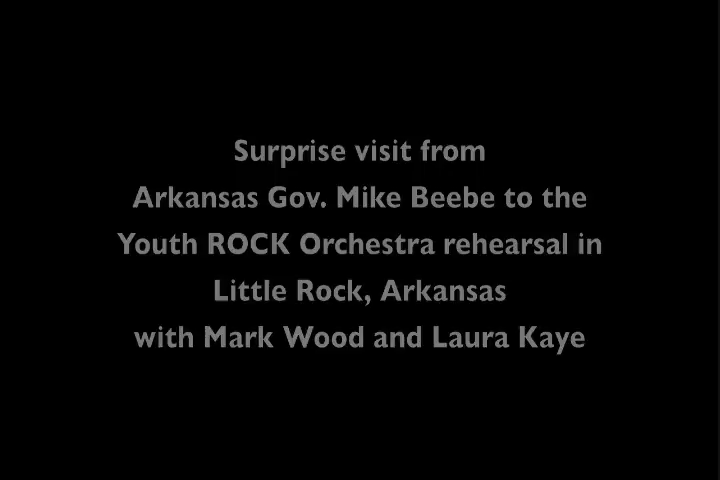 Surprise visit from
Arkansas Gov. Mike Beebe to the
Youth ROCK Orchestra rehearsal in
Little Rock, Arkansas
with Mark Wood and Laura Kaye